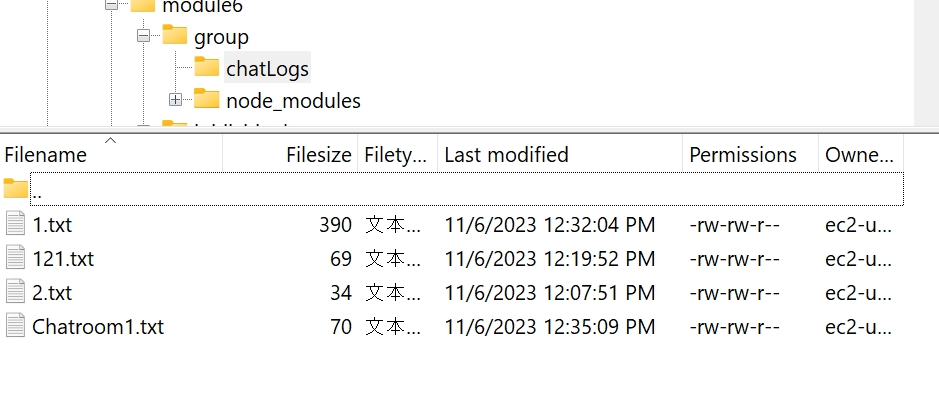 module6
group
chatLogs
node_modules
Filename Filesize Filety... Last modified Permissions Owne...
..
1.txt 390 文本... 11/6/2023 12:32:04 PM -rw-rw-r-- ec2-u...
121.txt 69 文本... 11/6/2023 12:19:52 PM -rw-rw-r-- ec2-u...
2.txt 34 文本... 11/6/2023 12:07:51 PM -rw-rw-r-- ec2-u...
Chatroom1.txt 70 文本... 11/6/2023 12:35:09 PM -rw-rw-r-- ec2-u...